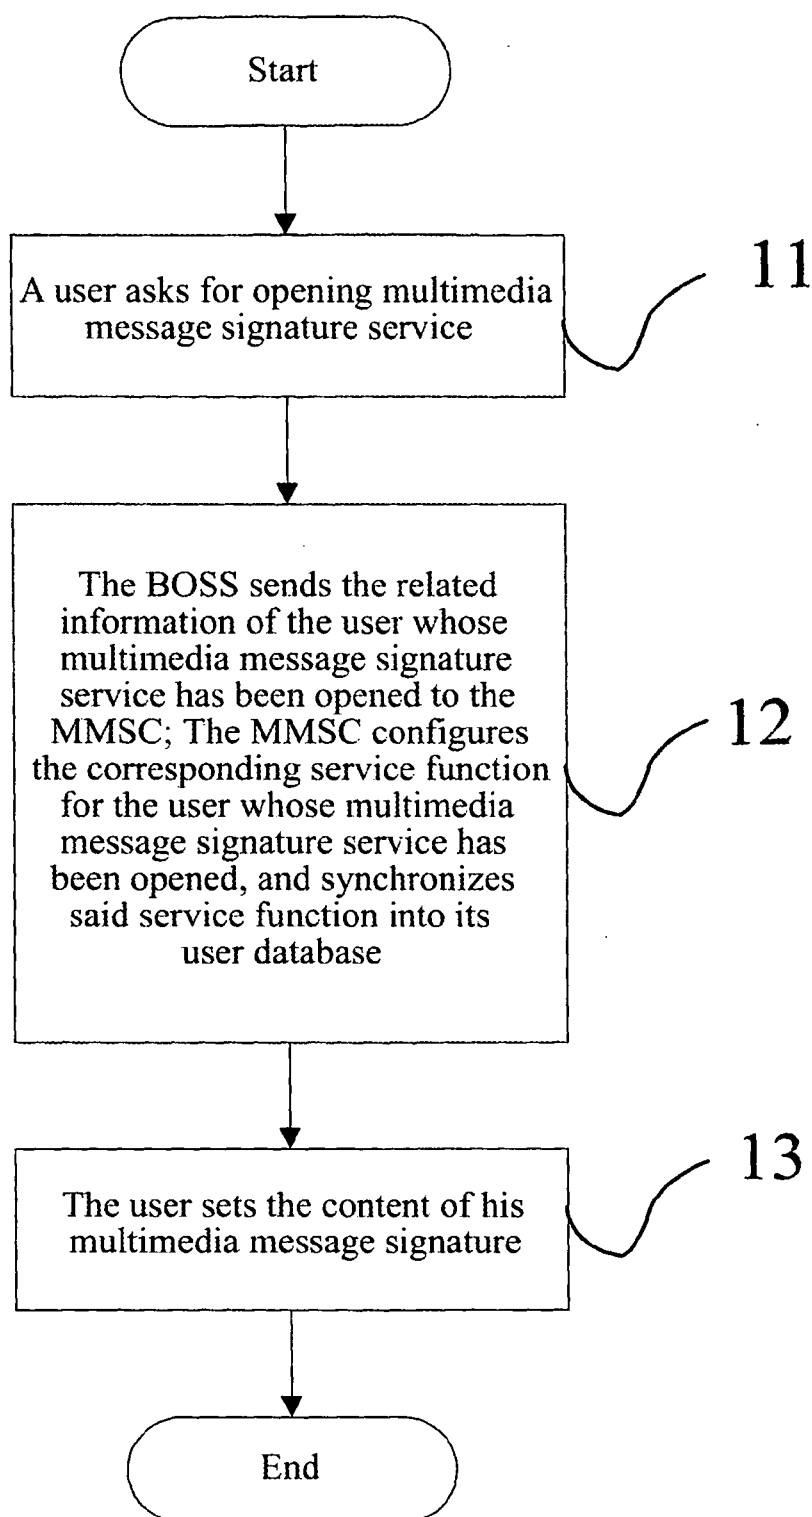 Start
A user asks for opening multimedia
message signature service
11
The BOSS sends the related
information of the user whose
multimedia message signature
service has been opened to the
MMSC; The MMSC configures
the corresponding service function
for the user whose multimedia
message signature service has
been opened, and synchronizes
said service function into its
user database
12
The user sets the content of his
multimedia message signature
13
End